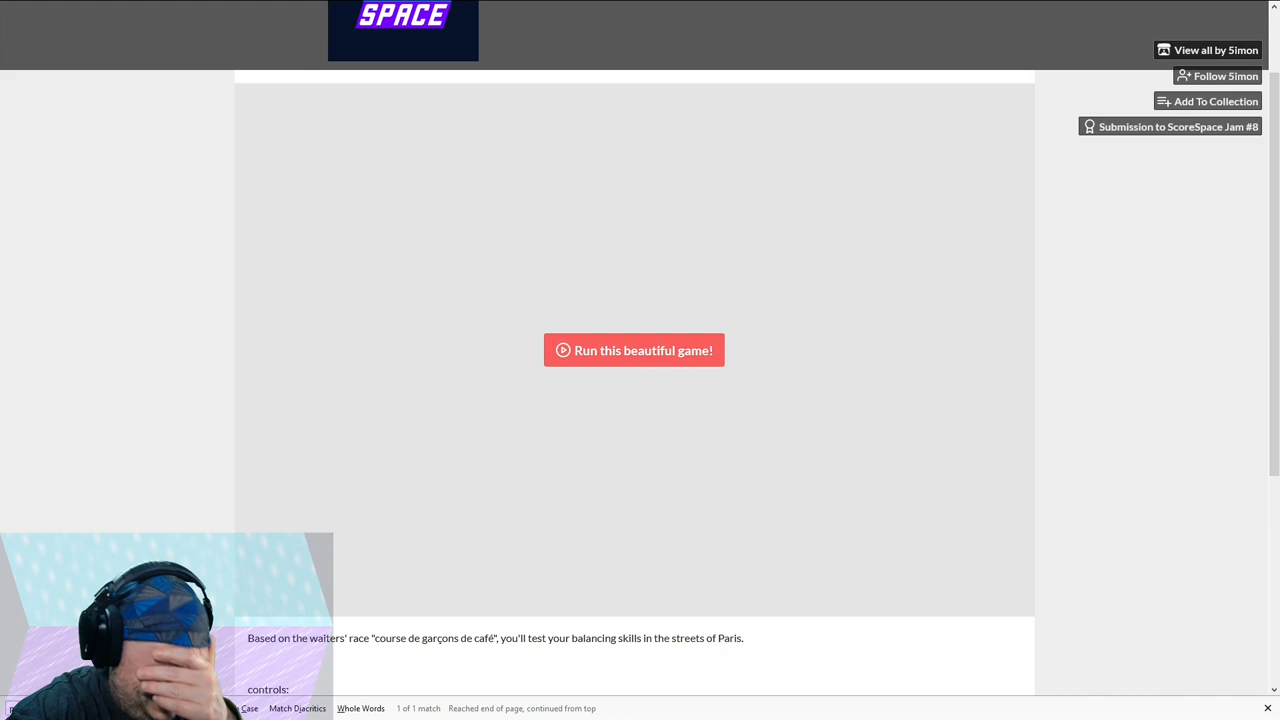 SPACE
View all by 5imon
Follow 5imon
Add To Collection
Submission to ScoreSpace Jam #8
Run this beautiful game!
Based on the waiters' race "course de garçons de café", you'll test your balancing skills in the streets of Paris.
controls:
Case Match Diacritics Whole Words 1 of 1 match Reached end of page, continued from top